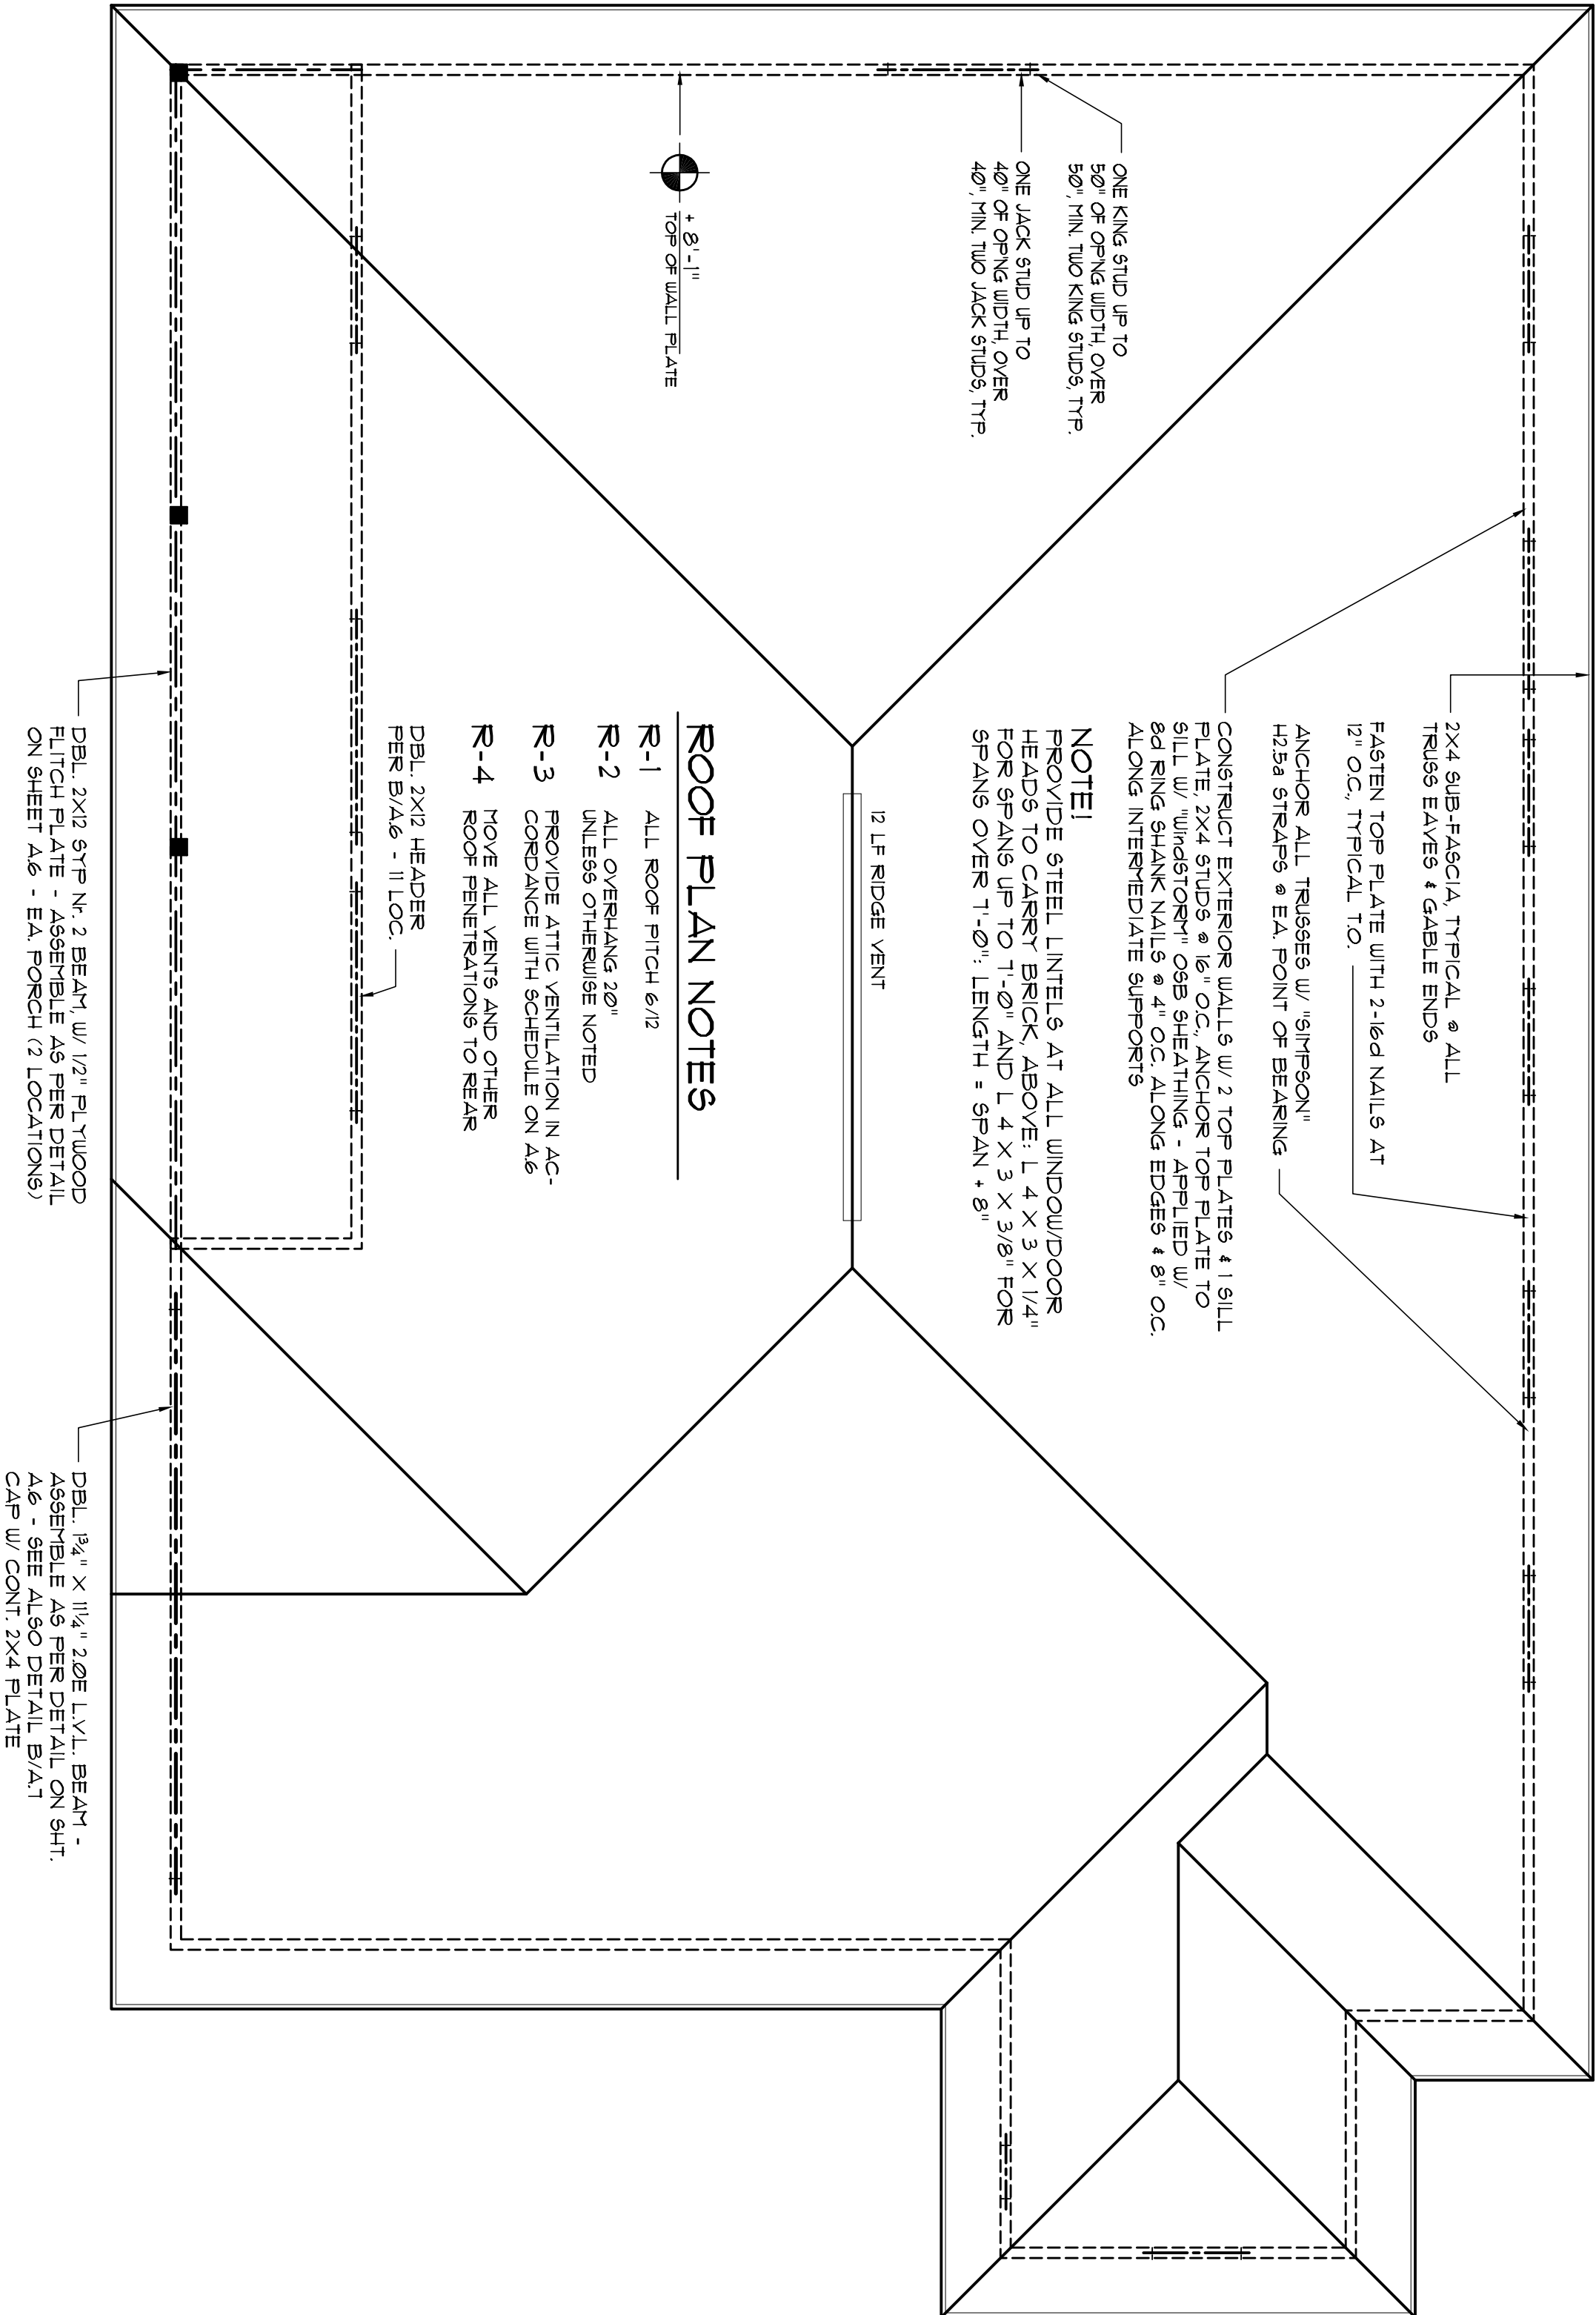 2X4 SUB-FASCIA, TYPICAL @ ALL
TRUSS EAVES & GABLE ENDS
FASTEN TOP PLATE WITH 2-16d NAILS AT
12" O.C., TYPICAL T.O.
ANCHOR ALL TRUSSES W/ "SIMPSON"
H2.5a STRAPS @ EA. POINT OF BEARING
CONSTRUCT EXTERIOR WALLS W/ 2 TOP PLATES & 1 SILL
PLATE, 2X4 STUDS @ 16" O.C., ANCHOR TOP PLATE TO
SILL W/ "WindSTORM" OSB SHEATHING - APPLIED W/
8d RING SHANK NAILS @ 4" O.C. ALONG EDGES & 8" O.C.
ALONG INTERMEDIATE SUPPORTS
ONE KING STUD UP TO
50" OF OP'NG WIDTH, OVER
50", MIN. TWO KING STUDS, TYP.
ONE JACK STUD UP TO
40" OF OP'NG WIDTH, OVER
40", MIN. TWO JACK STUDS, TYP.
NOTE!
PROVIDE STEEL LINTELS AT ALL WINDOW/DOOR
HEADS TO CARRY BRICK, ABOVE: L 4 X 3 X 1/4"
FOR SPANS UP TO 7'-0" AND L 4 X 3 X 3/8" FOR
SPANS OVER 7'-0": LENGTH = SPAN + 8"
12 LF RIDGE VENT
+ 8'-1"
TOP OF WALL PLATE
ROOF PLAN NOTES
R-1 ALL ROOF PITCH 6/12
R-2 ALL OVERHANG 20"
UNLESS OTHERWISE NOTED
R-3 PROVIDE ATTIC VENTILATION IN AC-
CORDANCE WITH SCHEDULE ON A.6
R-4 MOVE ALL VENTS AND OTHER
ROOF PENETRATIONS TO REAR
DBL. 2X12 HEADER
PER B/A.6 - 11 LOC.
DBL. 2X12 SYP Nr. 2 BEAM, W/ 1/2" PLYWOOD
FLITCH PLATE - ASSEMBLE AS PER DETAIL
ON SHEET A.6 - EA. PORCH (2 LOCATIONS)
DBL. 1¾" X 11¼" 2.0E L.V.L. BEAM -
ASSEMBLE AS PER DETAIL ON SHT.
A.6 - SEE ALSO DETAIL B/A.7
CAP W/ CONT. 2X4 PLATE